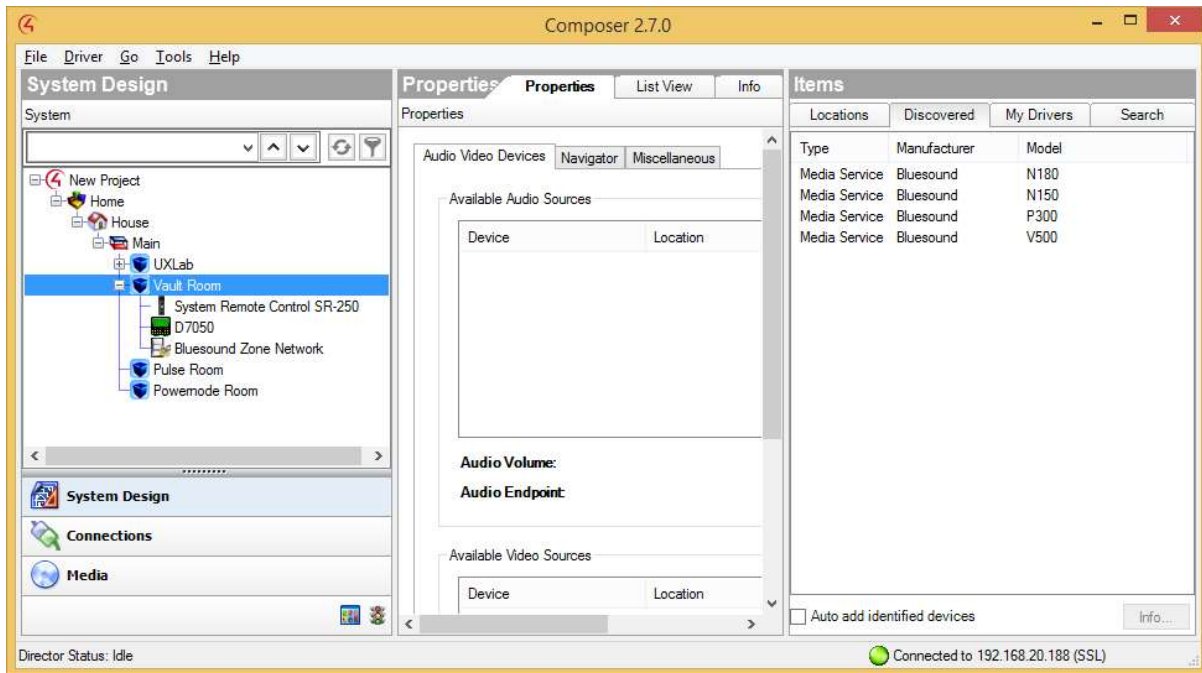 Composer 2.7.0
File Driver Go Tools Help
System Design
System
New Project
Home
House
Main
UXLab
Vault Room
System Remote Control SR-250
D7050
Bluesound Zone Network
Pulse Room
Powernode Room
System Design
Connections
Media
Properties Properties List View Info
Properties
Audio Video Devices Navigator Miscellaneous
Available Audio Sources
Device Location
Audio Volume:
Audio Endpoint:
Available Video Sources
Device Location
Items
Locations Discovered My Drivers Search
Type Manufacturer Model
Media Service Bluesound N180
Media Service Bluesound N150
Media Service Bluesound P300
Media Service Bluesound V500
Auto add identified devices Info...
Director Status: Idle Connected to 192.168.20.188 (SSL)